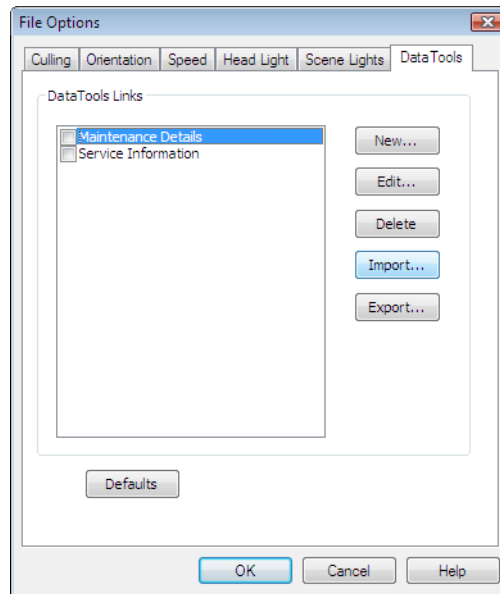 File Options
Culling Orientation Speed Head Light Scene Lights DataTools
DataTools Links
Maintenance Details
Service Information
New...
Edit...
Delete
Import...
Export...
Defaults
OK Cancel Help